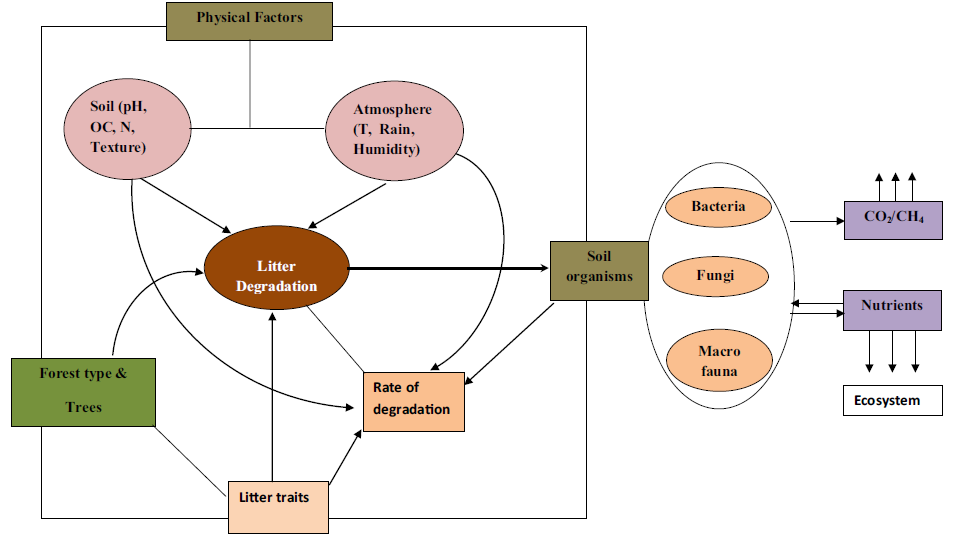 Physical Factors
Soil (pH,
OC, N,
Texture)
Atmosphere
(T, Rain,
Humidity)
Litter
Degradation
Soil
organisms
Bacteria
Fungi
Macro
fauna
CO₂/CH₄
Nutrients
Ecosystem
Forest type &
Trees
Rate of
degradation
Litter traits